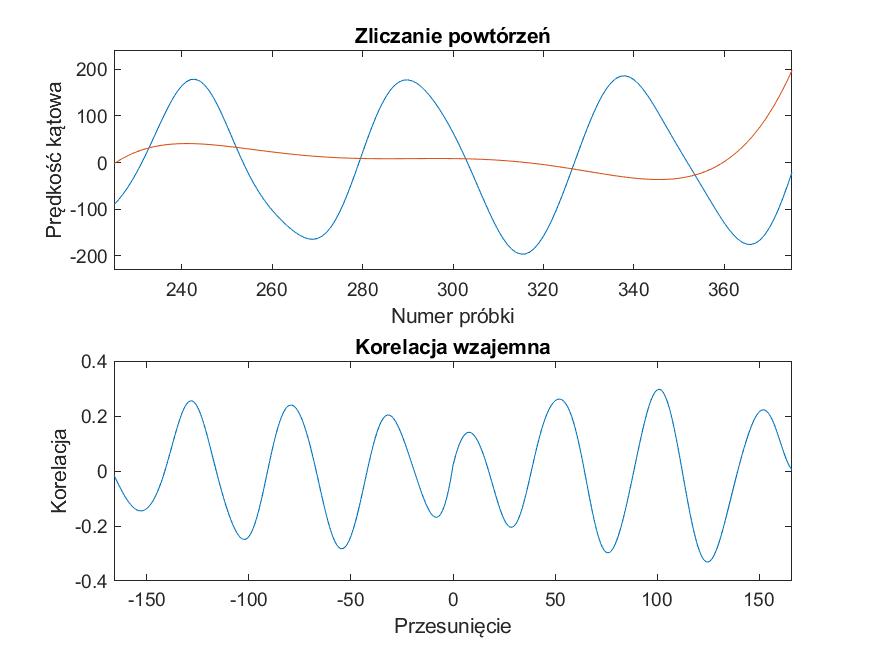 Zliczanie powtórzeń
200
100
0
-100
-200
Prędkość kątowa
240 260 280 300 320 340 360
Numer próbki
Korelacja wzajemna
0.4
0.2
0
-0.2
-0.4
Korelacja
-150 -100 -50 0 50 100 150
Przesunięcie